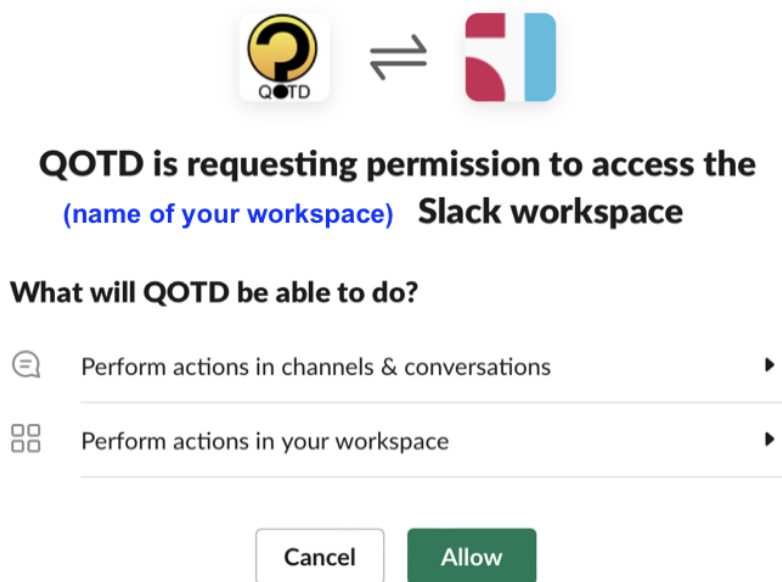 QOTD
QOTD is requesting permission to access the
(name of your workspace) Slack workspace
What will QOTD be able to do?
Perform actions in channels & conversations
Perform actions in your workspace
Cancel Allow